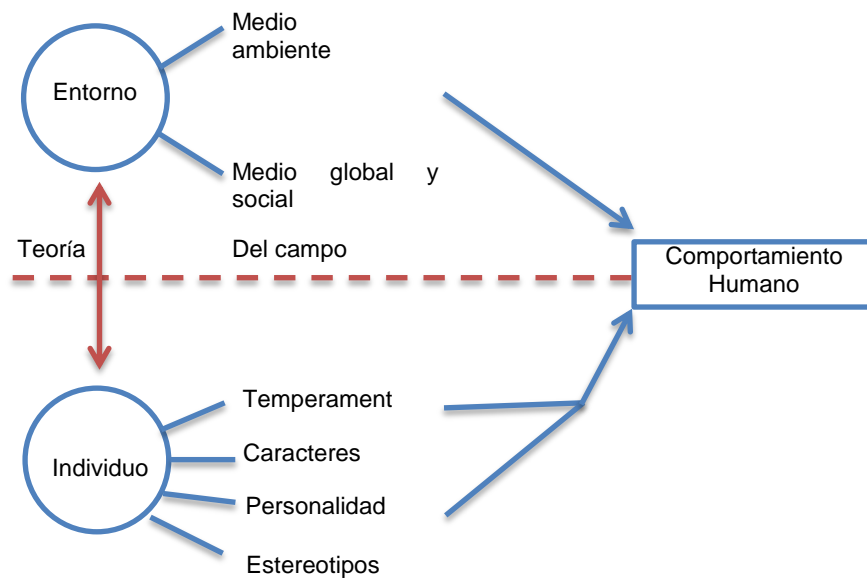 Medio
ambiente
Entorno
Medio global y
social
Teoría
Del campo
Comportamiento
Humano
Temperament
Caracteres
Individuo
Personalidad
Estereotipos